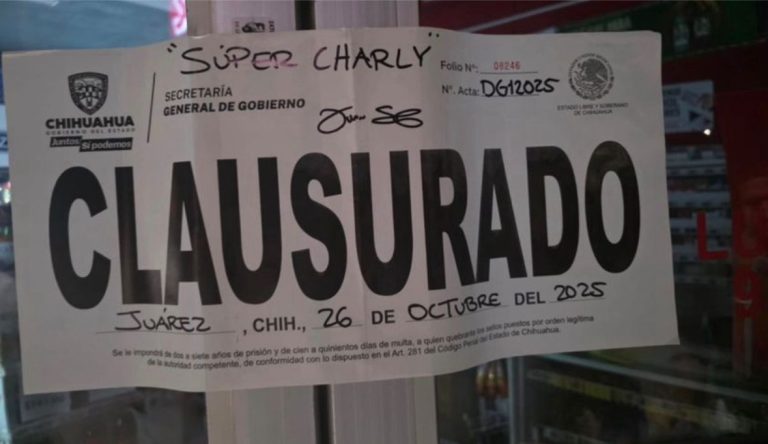 "SÚPER CHARLY"
Folio Nº: 08246
Nº. Acta: DG12025
CHIHUAHUA
GOBIERNO DEL ESTADO
Juntos Sí podemos
SECRETARÍA
GENERAL DE GOBIERNO
ESTADO LIBRE Y SOBERANO
DE CHIHUAHUA
CLAUSURADO
JUÁREZ, CHIH., 26 DE OCTUBRE DEL 2025
Se le impondrá de dos a siete años de prisión y de cien a quinientos días de multa, a quien quebrante los sellos puestos por orden legítima
de la autoridad competente, de conformidad con lo dispuesto en el Art. 281 del Código Penal del Estado de Chihuahua.